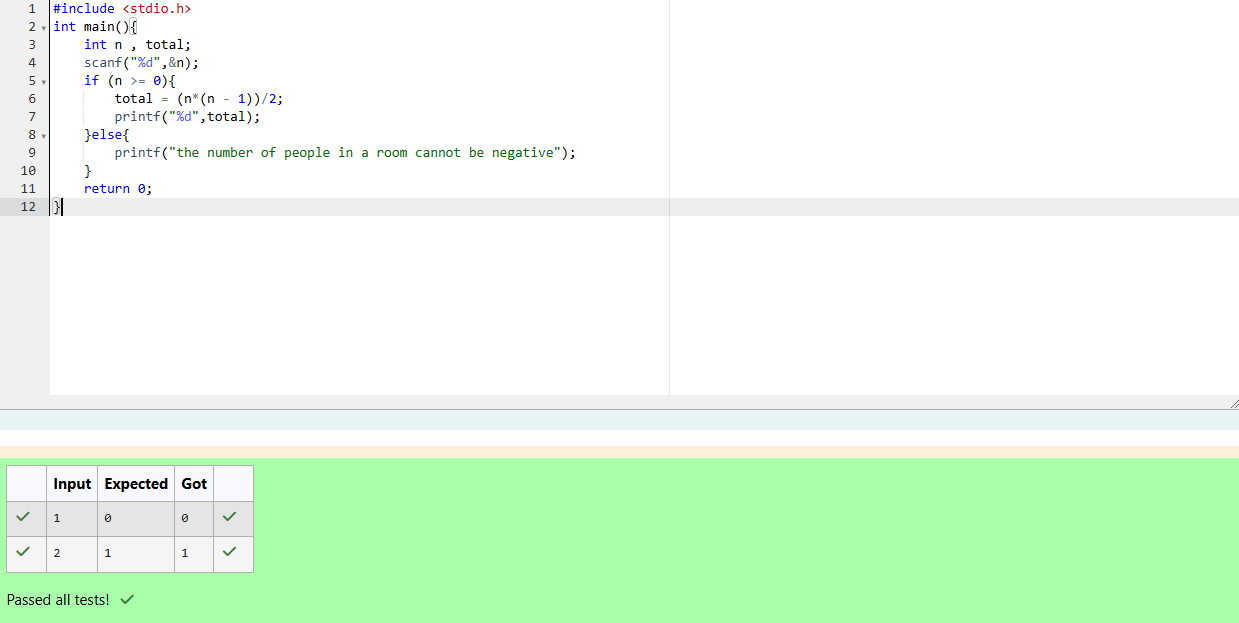 1 #include <stdio.h>
2 int main(){
3     int n , total;
4     scanf("%d",&n);
5     if (n >= 0){
6         total = (n*(n - 1))/2;
7         printf("%d",total);
8     }else{
9         printf("the number of people in a room cannot be negative");
10     }
11     return 0;
12 }
Input Expected Got
✓ 1 0 0 ✓
✓ 2 1 1 ✓
Passed all tests! ✓